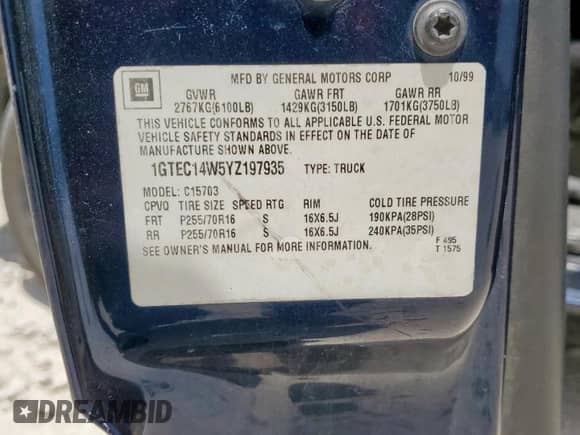 GM
MFD BY GENERAL MOTORS CORP 10/99
GVWR GAWR FRT GAWR RR
2767KG(6100LB) 1429KG(3150LB) 1701KG(3750LB)
THIS VEHICLE CONFORMS TO ALL APPLICABLE U.S. FEDERAL MOTOR
VEHICLE SAFETY STANDARDS IN EFFECT ON THE DATE OF
MANUFACTURE SHOWN ABOVE.
1GTEC14W5YZ197935 TYPE: TRUCK
MODEL: C15703
CPVO TIRE SIZE SPEED RTG RIM COLD TIRE PRESSURE
FRT P255/70R16 S 16X6.5J 190KPA(28PSI)
RR P255/70R16 S 16X6.5J 240KPA(35PSI)
SEE OWNER'S MANUAL FOR MORE INFORMATION.
F 495
T 1575
DREAMBID